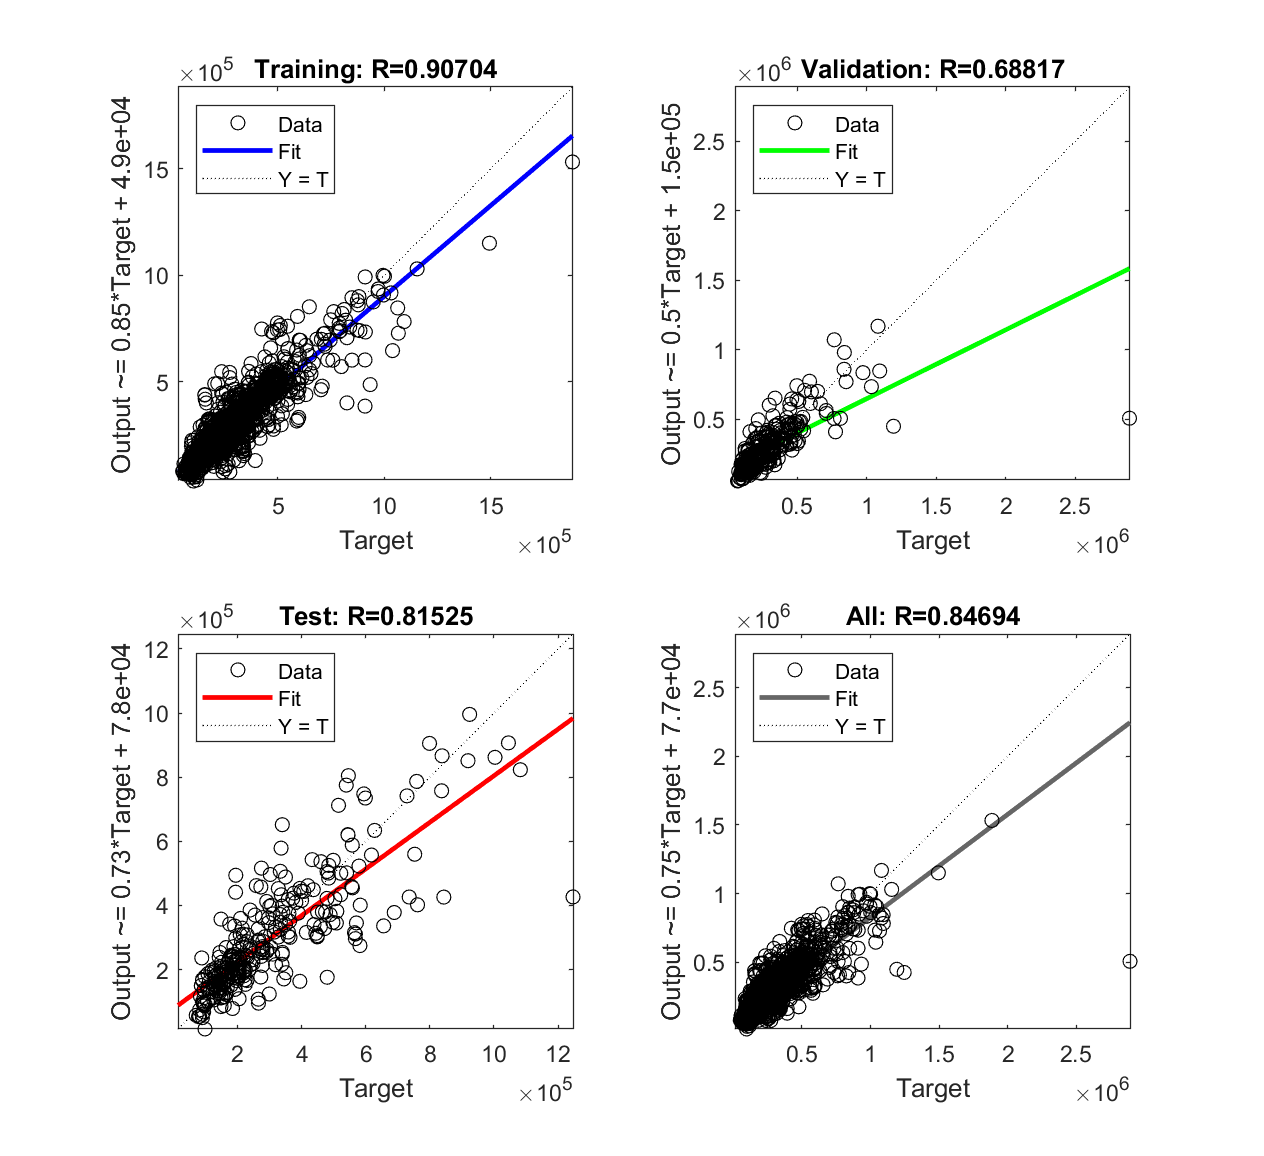 ×10^5
Training: R=0.90704
Output ~= 0.85*Target + 4.9e+04
Data
Fit
Y = T
15
10
5
5 10 15
Target
×10^5
×10^6
Validation: R=0.68817
Output ~= 0.5*Target + 1.5e+05
Data
Fit
Y = T
2.5
2
1.5
1
0.5
0.5 1 1.5 2 2.5
Target
×10^6
×10^5
Test: R=0.81525
Output ~= 0.73*Target + 7.8e+04
Data
Fit
Y = T
12
10
8
6
4
2
2 4 6 8 10 12
Target
×10^5
×10^6
All: R=0.84694
Output ~= 0.75*Target + 7.7e+04
Data
Fit
Y = T
2.5
2
1.5
1
0.5
0.5 1 1.5 2 2.5
Target
×10^6